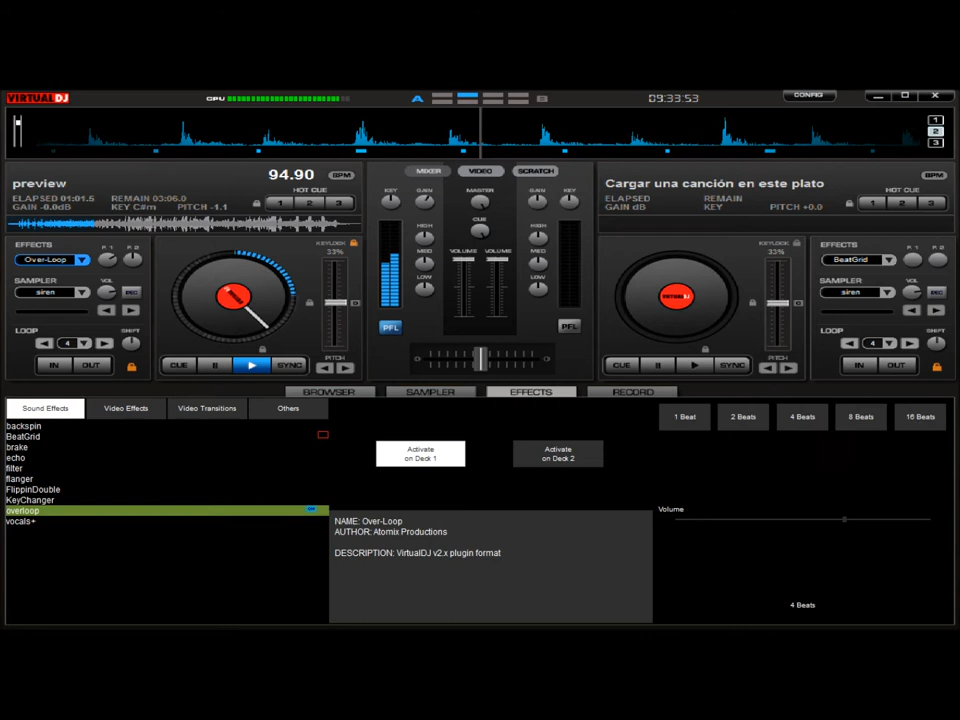 VIRTUAL DJ
CPU
A
B
09:33:53
CONFIG
1
2
3
preview
94.90
BPM
ELAPSED 01:01.5 REMAIN 03:06.0
GAIN -0.0dB KEY C#m PITCH -1.1
HOT CUE
1 2 3
MIXER VIDEO SCRATCH
KEY GAIN MASTER GAIN KEY
CUE
HIGH HIGH
VOLUME VOLUME
MED MED
LOW LOW
PFL PFL
Cargar una canción en este plato
BPM
ELAPSED REMAIN
GAIN dB KEY PITCH +0.0
HOT CUE
1 2 3
EFFECTS P. 1 P. 2
Over-Loop
SAMPLER VOL
siren REC
LOOP SHIFT
4
IN OUT
KEYLOCK
33%
CUE SYNC
PITCH
KEYLOCK
33%
CUE SYNC
PITCH
EFFECTS P. 1 P. 2
BeatGrid
SAMPLER VOL
siren REC
LOOP SHIFT
4
IN OUT
BROWSER SAMPLER EFFECTS RECORD
Sound Effects Video Effects Video Transitions Others
backspin
BeatGrid
brake
echo
filter
flanger
FlippinDouble
KeyChanger
overloop
vocals+
Activate
on Deck 1
Activate
on Deck 2
NAME: Over-Loop
AUTHOR: Atomix Productions
DESCRIPTION: VirtualDJ v2.x plugin format
1 Beat 2 Beats 4 Beats 8 Beats 16 Beats
Volume
4 Beats